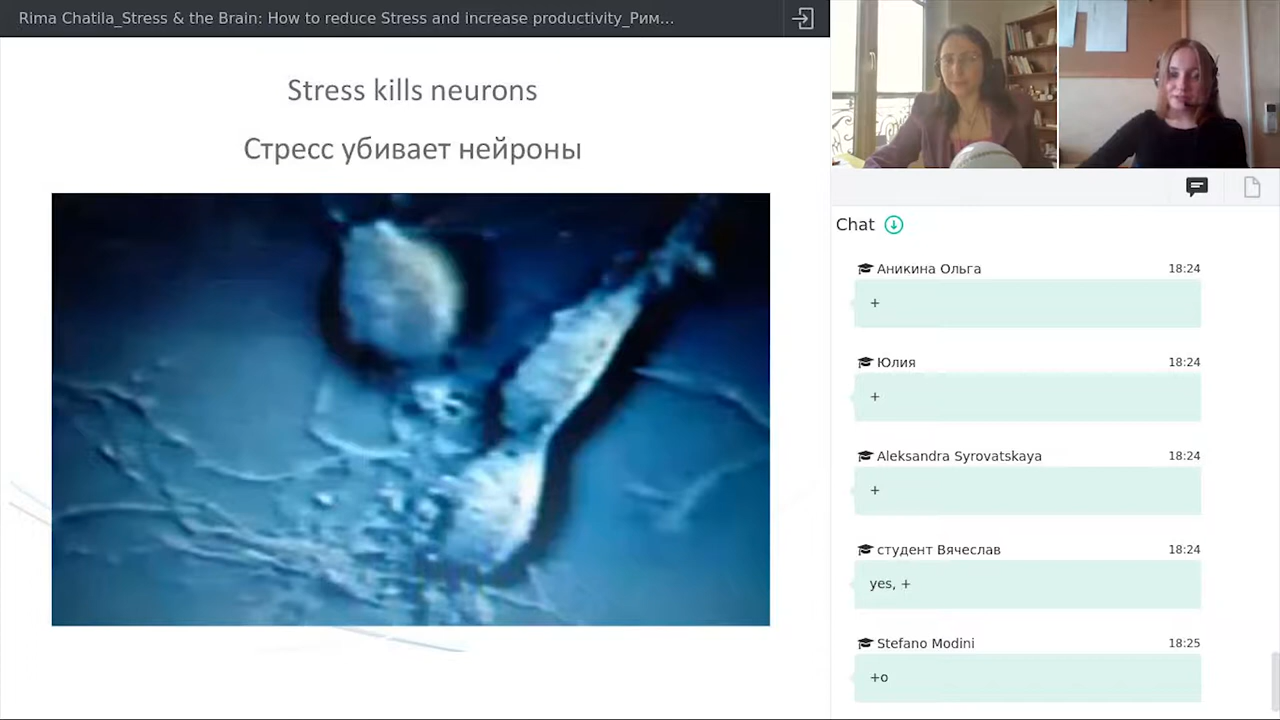 Rima Chatila_Stress & the Brain: How to reduce Stress and increase productivity_Рим...
Stress kills neurons
Стресс убивает нейроны
Chat
Аникина Ольга 18:24
+
Юлия 18:24
+
Aleksandra Syrovatskaya 18:24
+
студент Вячеслав 18:24
yes, +
Stefano Modini 18:25
+о